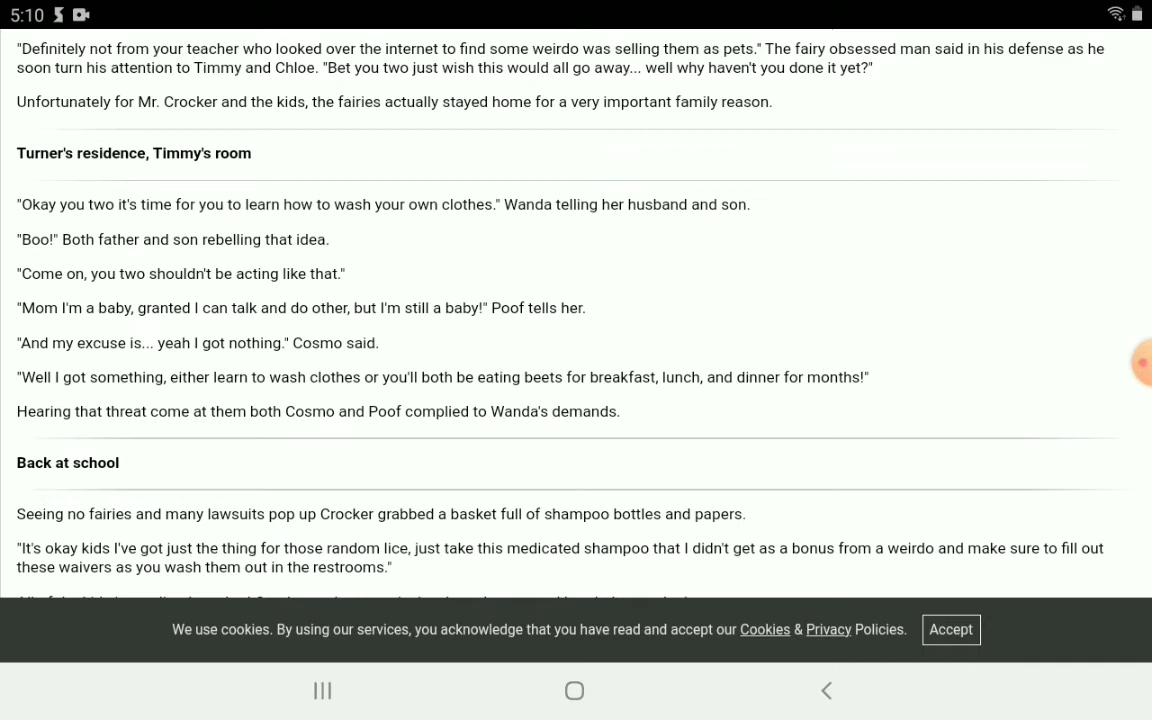 5:10
"Definitely not from your teacher who looked over the internet to find some weirdo was selling them as pets." The fairy obsessed man said in his defense as he
soon turn his attention to Timmy and Chloe. "Bet you two just wish this would all go away... well why haven't you done it yet?"
Unfortunately for Mr. Crocker and the kids, the fairies actually stayed home for a very important family reason.
Turner's residence, Timmy's room
"Okay you two it's time for you to learn how to wash your own clothes." Wanda telling her husband and son.
"Boo!" Both father and son rebelling that idea.
"Come on, you two shouldn't be acting like that."
"Mom I'm a baby, granted I can talk and do other, but I'm still a baby!" Poof tells her.
"And my excuse is... yeah I got nothing." Cosmo said.
"Well I got something, either learn to wash clothes or you'll both be eating beets for breakfast, lunch, and dinner for months!"
Hearing that threat come at them both Cosmo and Poof complied to Wanda's demands.
Back at school
Seeing no fairies and many lawsuits pop up Crocker grabbed a basket full of shampoo bottles and papers.
"It's okay kids I've got just the thing for those random lice, just take this medicated shampoo that I didn't get as a bonus from a weirdo and make sure to fill out
these waivers as you wash them out in the restrooms."
We use cookies. By using our services, you acknowledge that you have read and accept our Cookies & Privacy Policies. Accept